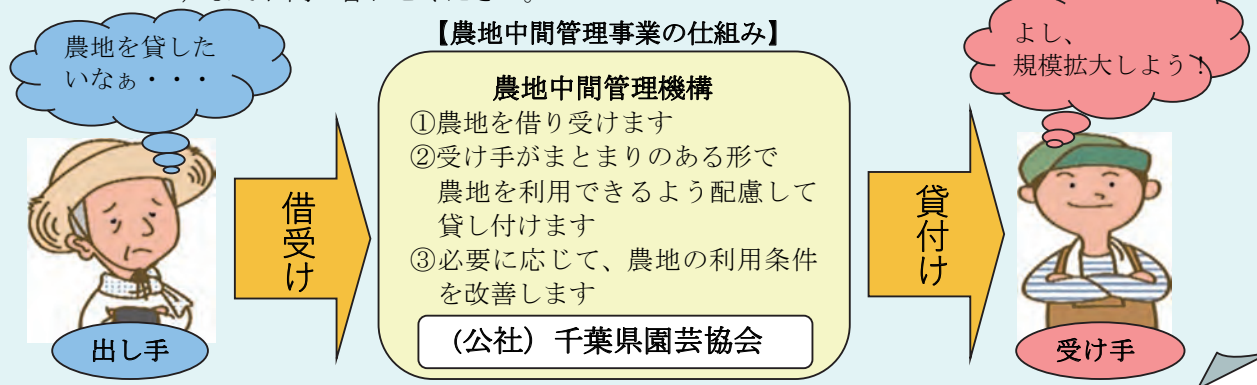 【農地中間管理事業の仕組み】
農地を貸した
いなぁ・・・
出し手
借受け
農地中間管理機構
①農地を借り受けます
②受け手がまとまりのある形で
農地を利用できるよう配慮して
貸し付けます
③必要に応じて、農地の利用条件
を改善します
（公社）千葉県園芸協会
貸付け
よし、
規模拡大しよう！
受け手